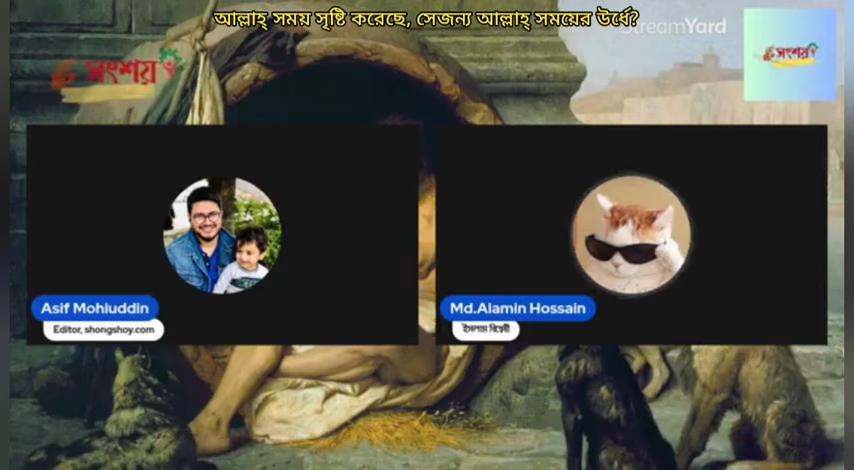 আল্লাহ্ সময় সৃষ্টি করেছে, সেজন্য আল্লাহ্ সময়ের উর্ধে?
StreamYard
সংশয়
সংশয়
Asif Mohiuddin
Editor, shongshoy.com
Md.Alamin Hossain
ইসলাম বিদ্বেষী